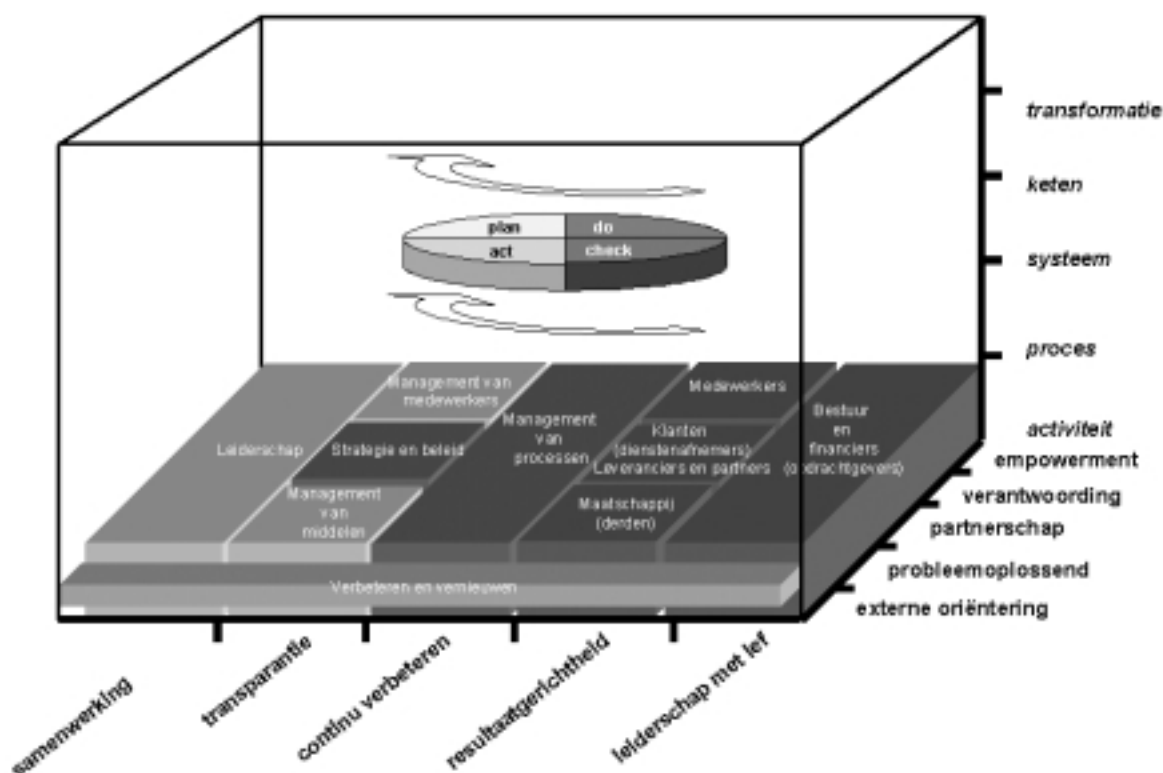 transformatie
keten
plan
do
act
check
systeem
proces
Management van
medewerkers
Medewerkers
Management
van
processen
Bestuur
en
financiers
(opdrachtgevers)
Leiderschap
Strategie en beleid
Klanten
(dienstenafnemers)
Leveranciers en partners
activiteit
Management
van
middelen
Maatschappij
(derden)
empowerment
verantwoording
partnerschap
probleemoplossend
externe oriëntering
Verbeteren en vernieuwen
samenwerking
transparantie
continu verbeteren
resultaatgerichtheid
leiderschap met lef